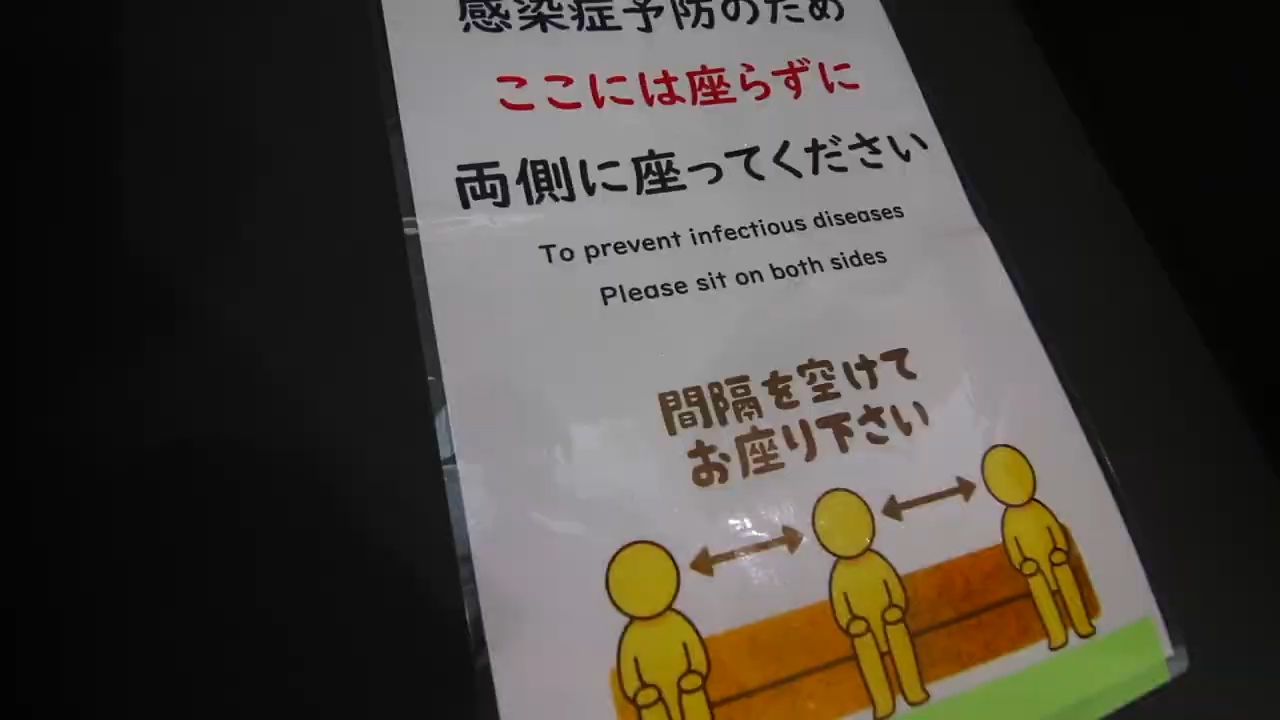 感染症予防のため
ここには座らずに
両側に座ってください
To prevent infectious diseases
Please sit on both sides
間隔を空けて
お座り下さい